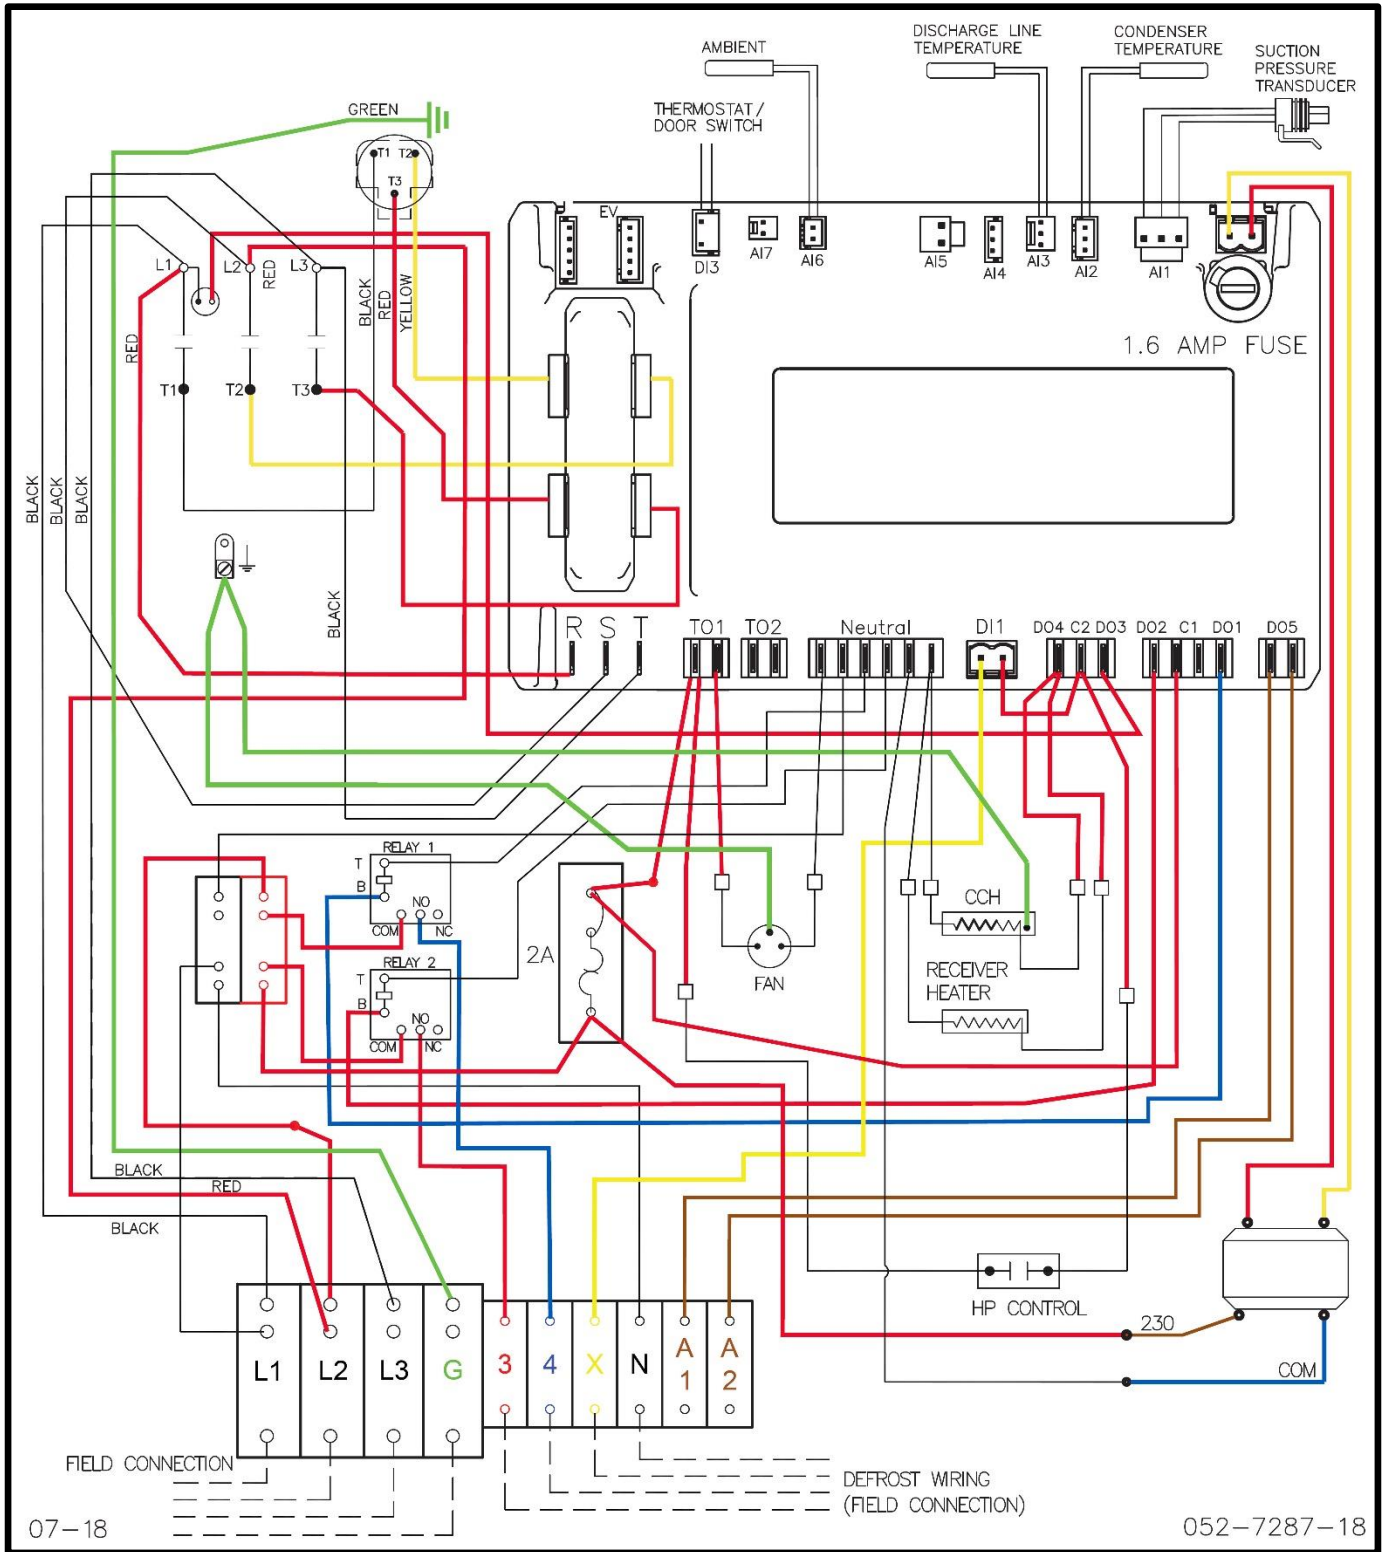 DISCHARGE LINE
TEMPERATURE
CONDENSER
TEMPERATURE
AMBIENT
SUCTION
PRESSURE
TRANSDUCER
GREEN
THERMOSTAT/
DOOR SWITCH
T1
T2
T3
EV
DI3
AI7
AI6
AI5
AI4
AI3
AI2
AI1
L1
L2
RED
L3
BLACK
RED
YELLOW
RED
1.6 AMP FUSE
T1
T2
T3
BLACK
BLACK
BLACK
BLACK
R S T
TO1
TO2
Neutral
DI1
DO4 C2 DO3
DO2 C1 DO1
DO5
RELAY 1
T
B
NO
COM
NC
2A
CCH
FAN
RELAY 2
T
B
NO
COM
NC
RECEIVER
HEATER
BLACK
RED
BLACK
HP CONTROL
230
COM
L1
L2
L3
G
3
4
X
N
A
1
A
2
FIELD CONNECTION
DEFROST WIRING
(FIELD CONNECTION)
07-18
052-7287-18